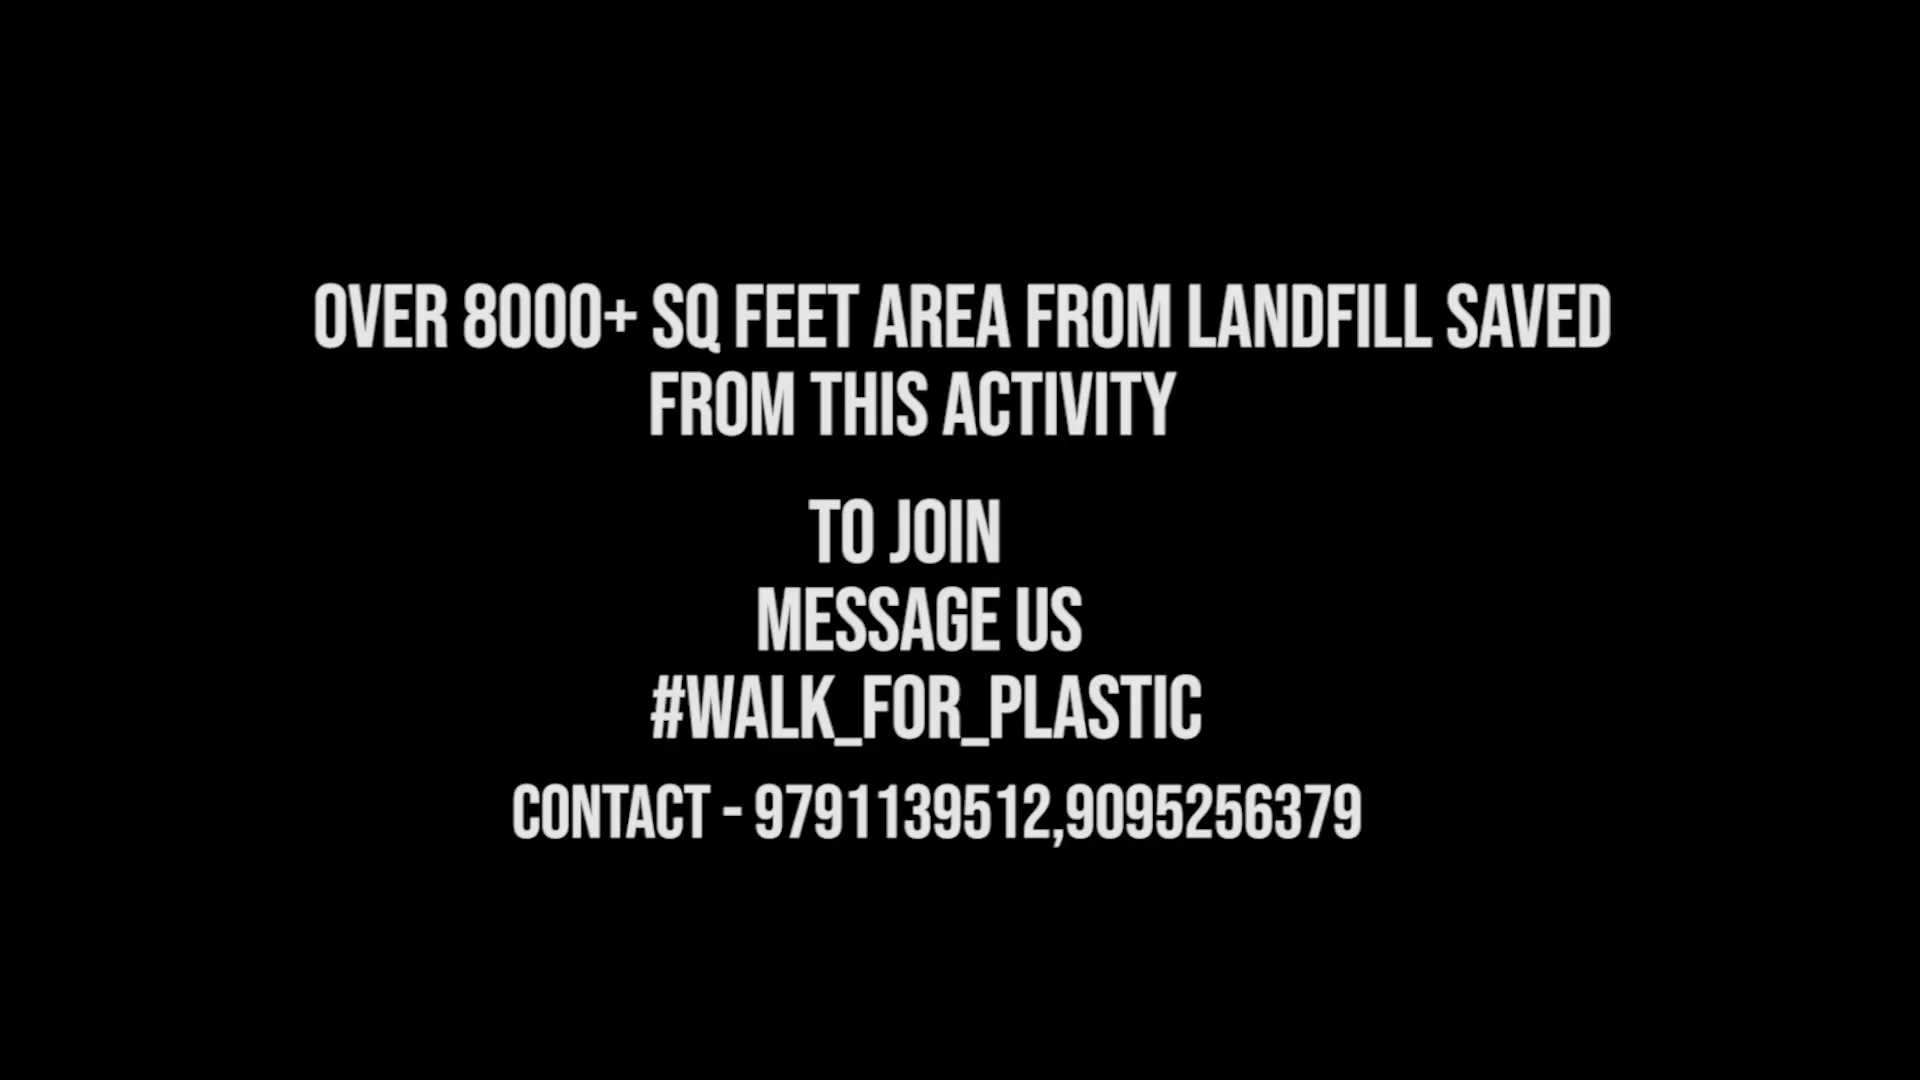 OVER 8000+ SQ FEET AREA FROM LANDFILL SAVED
FROM THIS ACTIVITY
TO JOIN
MESSAGE US
#WALK_FOR_PLASTIC
CONTACT - 9791139512,9095256379